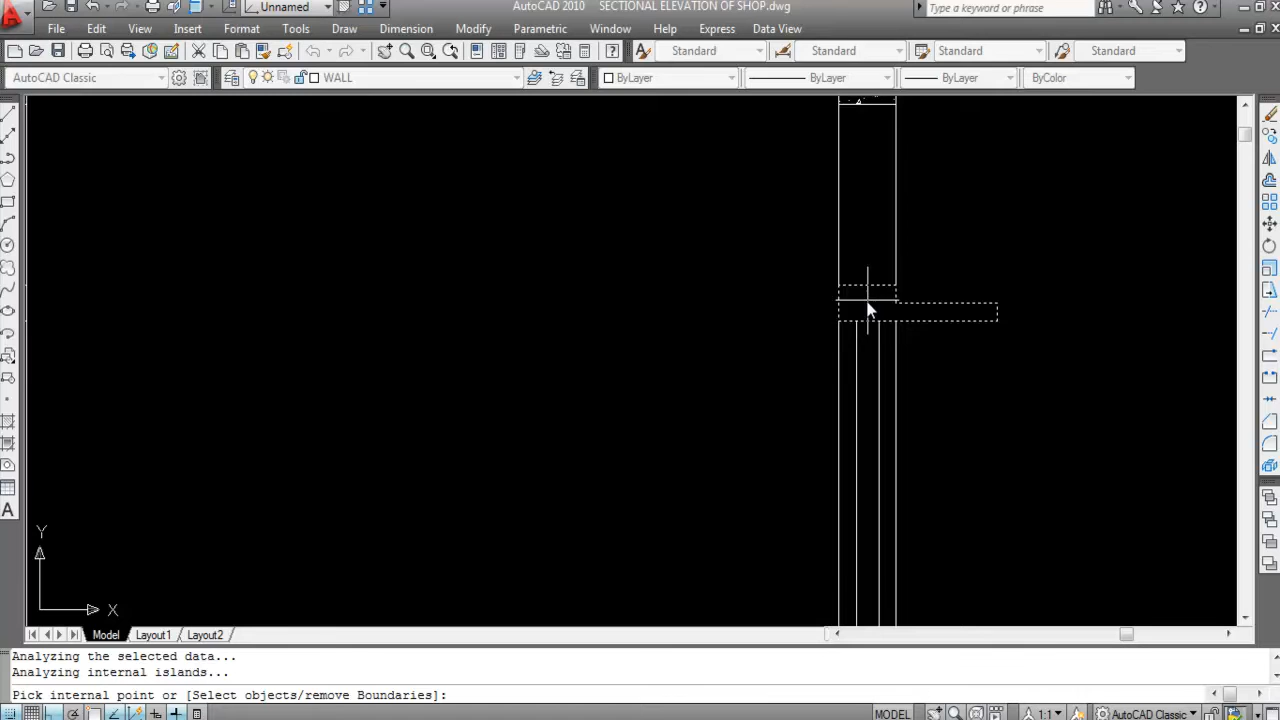 Unnamed AutoCAD 2010 SECTIONAL ELEVATION OF SHOP.dwg Type a keyword or phrase
File Edit View Insert Format Tools Draw Dimension Modify Parametric Window Help Express Data View
Standard Standard Standard Standard
AutoCAD Classic WALL ByLayer ByLayer ByLayer ByColor
Y
X
Model Layout1 Layout2
Analyzing the selected data...
Analyzing internal islands...
Pick internal point or [Select objects/remove Boundaries]:
MODEL 1:1 AutoCAD Classic